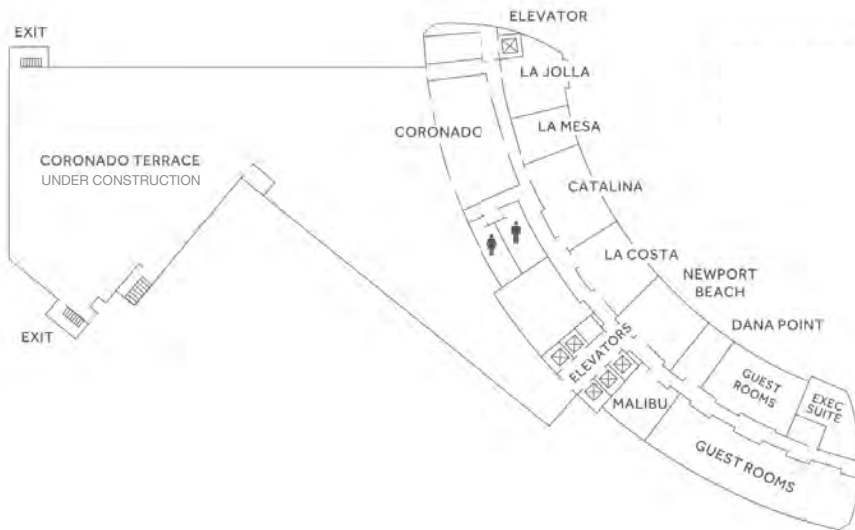 ELEVATOR
EXIT
LA JOLLA
LA MESA
CORONADO
CORONADO TERRACE
UNDER CONSTRUCTION
CATALINA
LA COSTA
NEWPORT
BEACH
DANA POINT
EXIT
ELEVATORS
GUEST
ROOMS
EXEC
SUITE
MALIBU
GUEST ROOMS